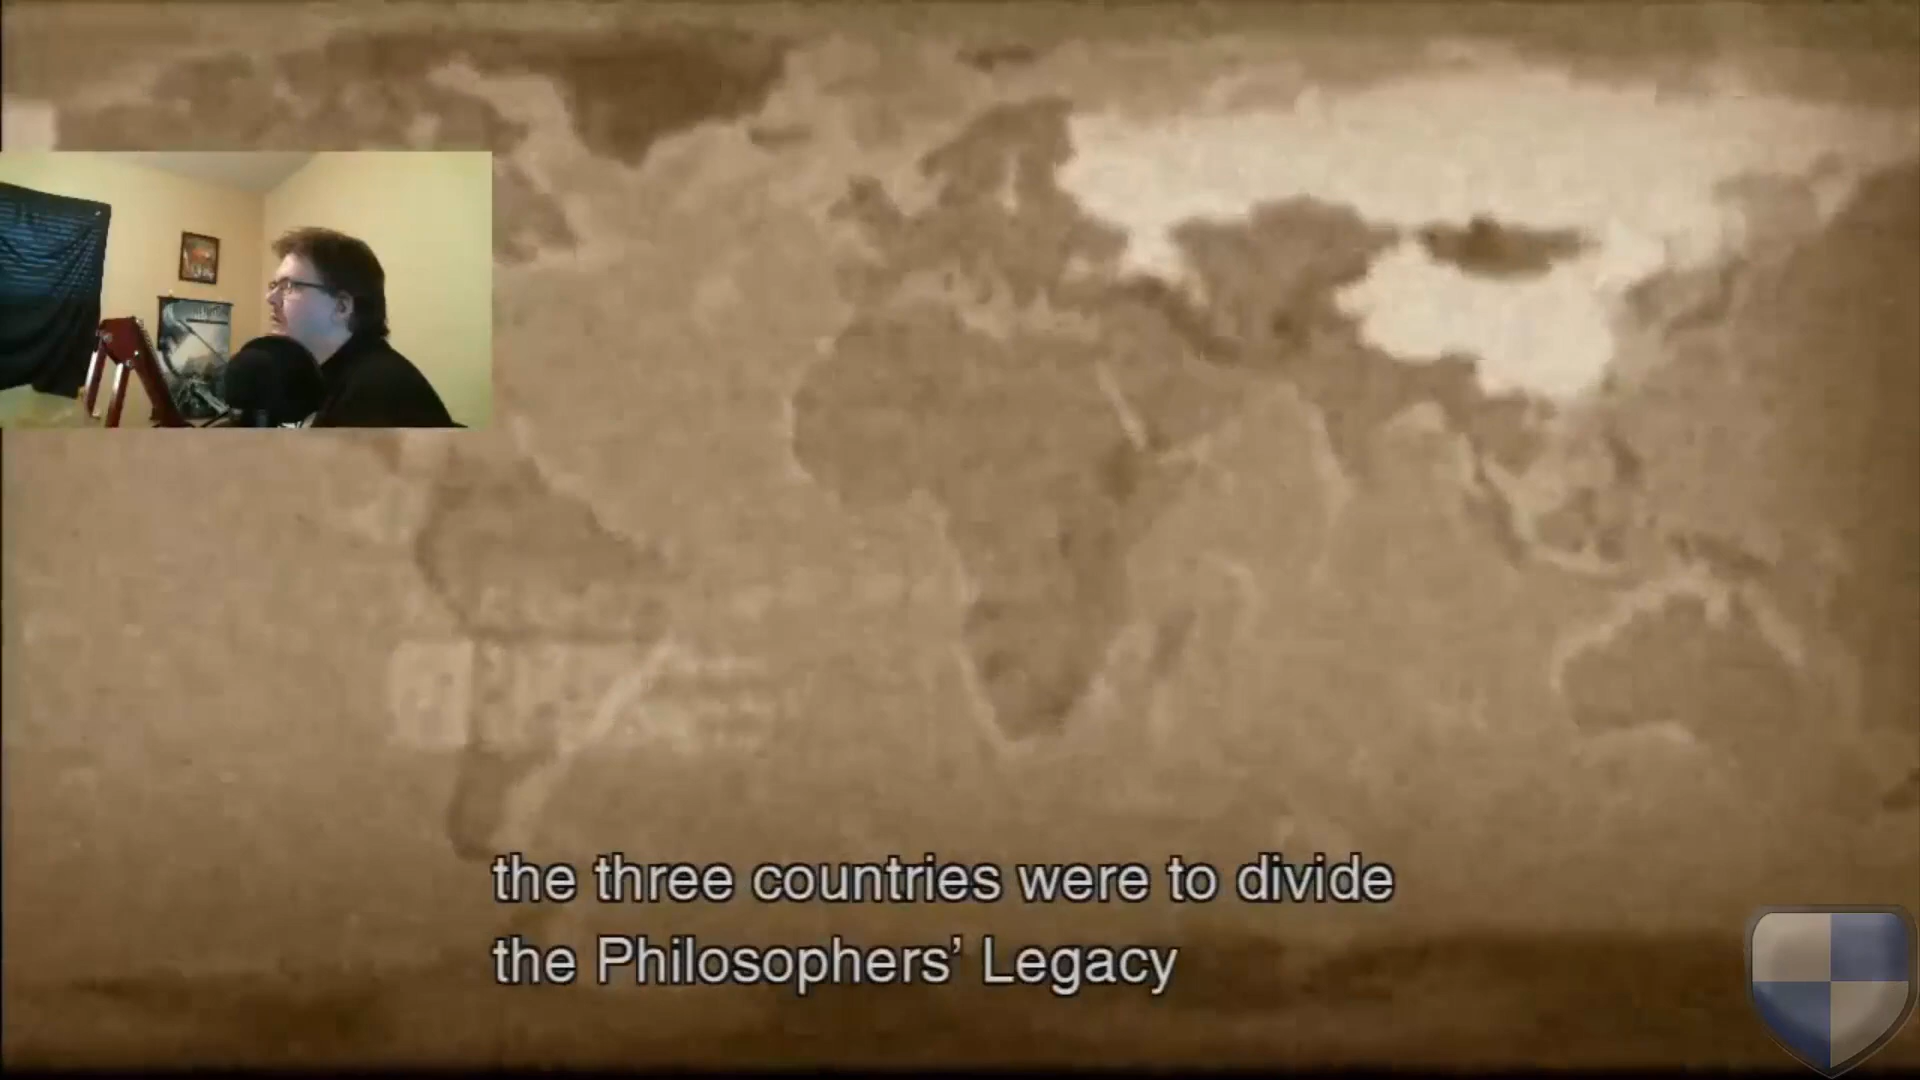 the three countries were to divide
the Philosophers’ Legacy